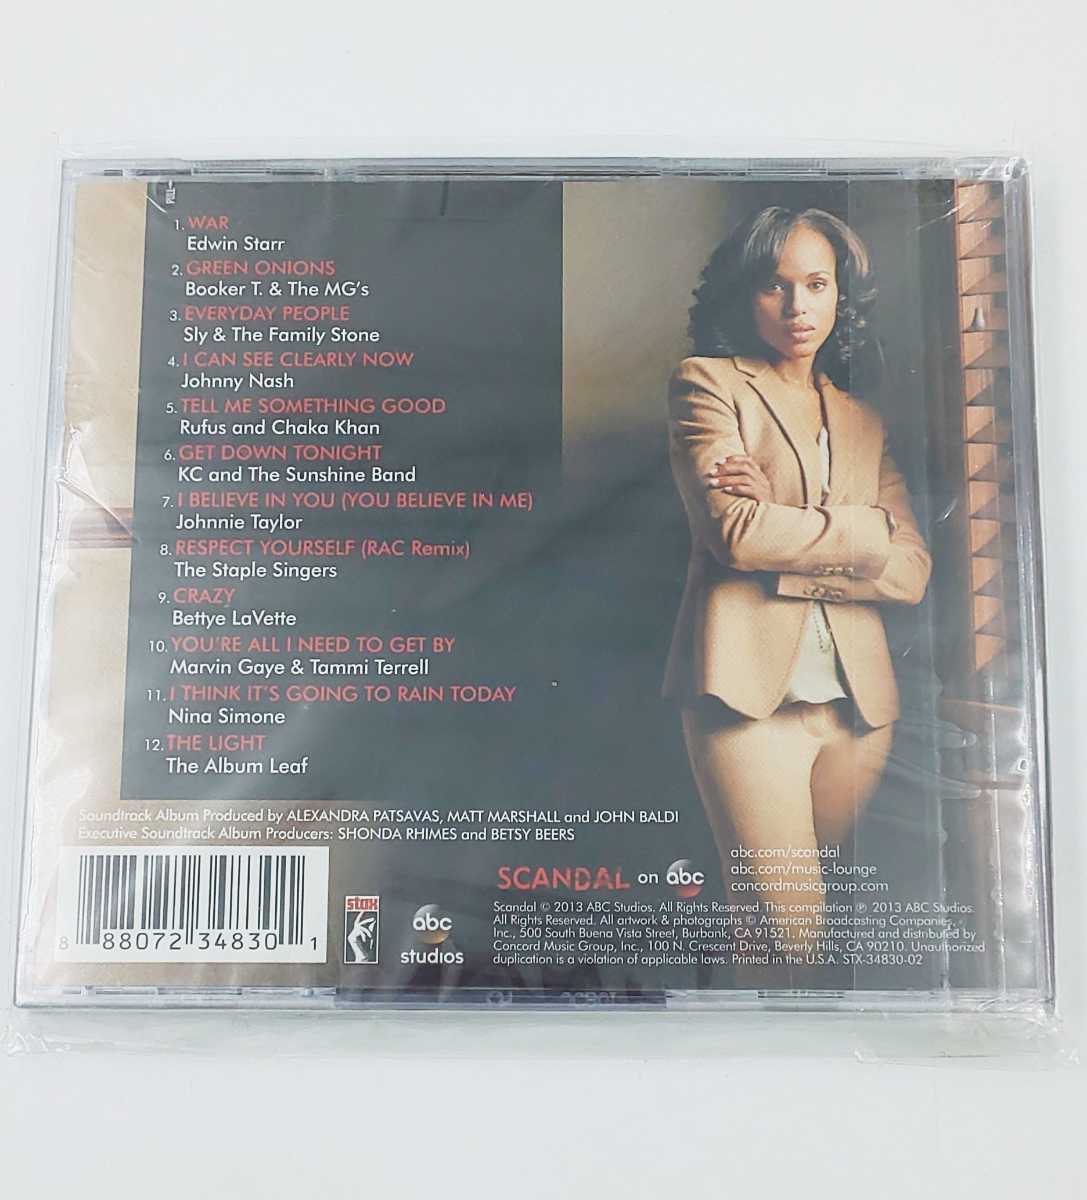 PULL
1. WAR
Edwin Starr
2. GREEN ONIONS
Booker T. & The MG's
3. EVERYDAY PEOPLE
Sly & The Family Stone
4. I CAN SEE CLEARLY NOW
Johnny Nash
5. TELL ME SOMETHING GOOD
Rufus and Chaka Khan
6. GET DOWN TONIGHT
KC and The Sunshine Band
7. I BELIEVE IN YOU (YOU BELIEVE IN ME)
Johnnie Taylor
8. RESPECT YOURSELF (RAC Remix)
The Staple Singers
9. CRAZY
Bettye LaVette
10. YOU'RE ALL I NEED TO GET BY
Marvin Gaye & Tammi Terrell
11. I THINK IT'S GOING TO RAIN TODAY
Nina Simone
12. THE LIGHT
The Album Leaf
Soundtrack Album Produced by ALEXANDRA PATSAVAS, MATT MARSHALL and JOHN BALDI
Executive Soundtrack Album Producers: SHONDA RHIMES and BETSY BEERS
8 88072 34830 1
stax
abc
studios
SCANDAL on abc
abc.com/scandal
abc.com/music-lounge
concordmusicgroup.com
Scandal © 2013 ABC Studios. All Rights Reserved. This compilation ℗ 2013 ABC Studios.
All Rights Reserved. All artwork & photographs © American Broadcasting Companies,
Inc., 500 South Buena Vista Street, Burbank, CA 91521. Manufactured and distributed by
Concord Music Group, Inc., 100 N. Crescent Drive, Beverly Hills, CA 90210. Unauthorized
duplication is a violation of applicable laws. Printed in the U.S.A. STX-34830-02